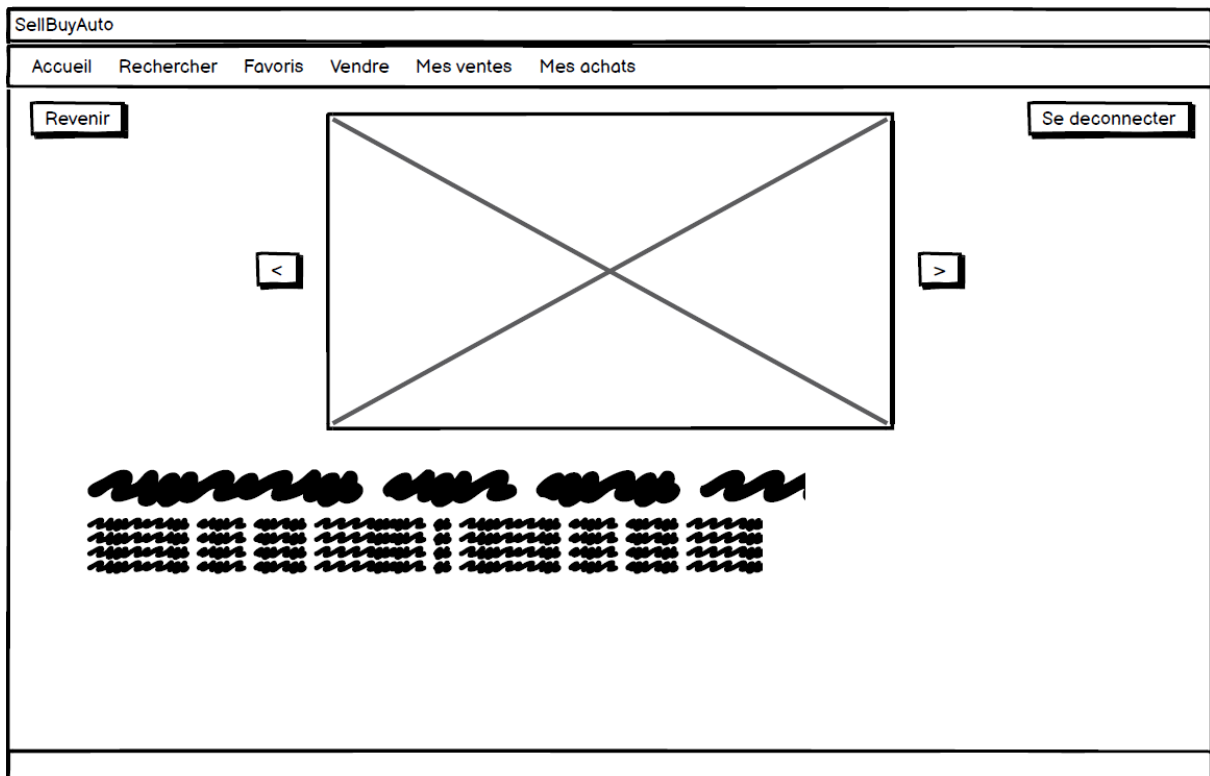 SellBuyAuto
Accueil Rechercher Favoris Vendre Mes ventes Mes achats
Revenir Se deconnecter
< >